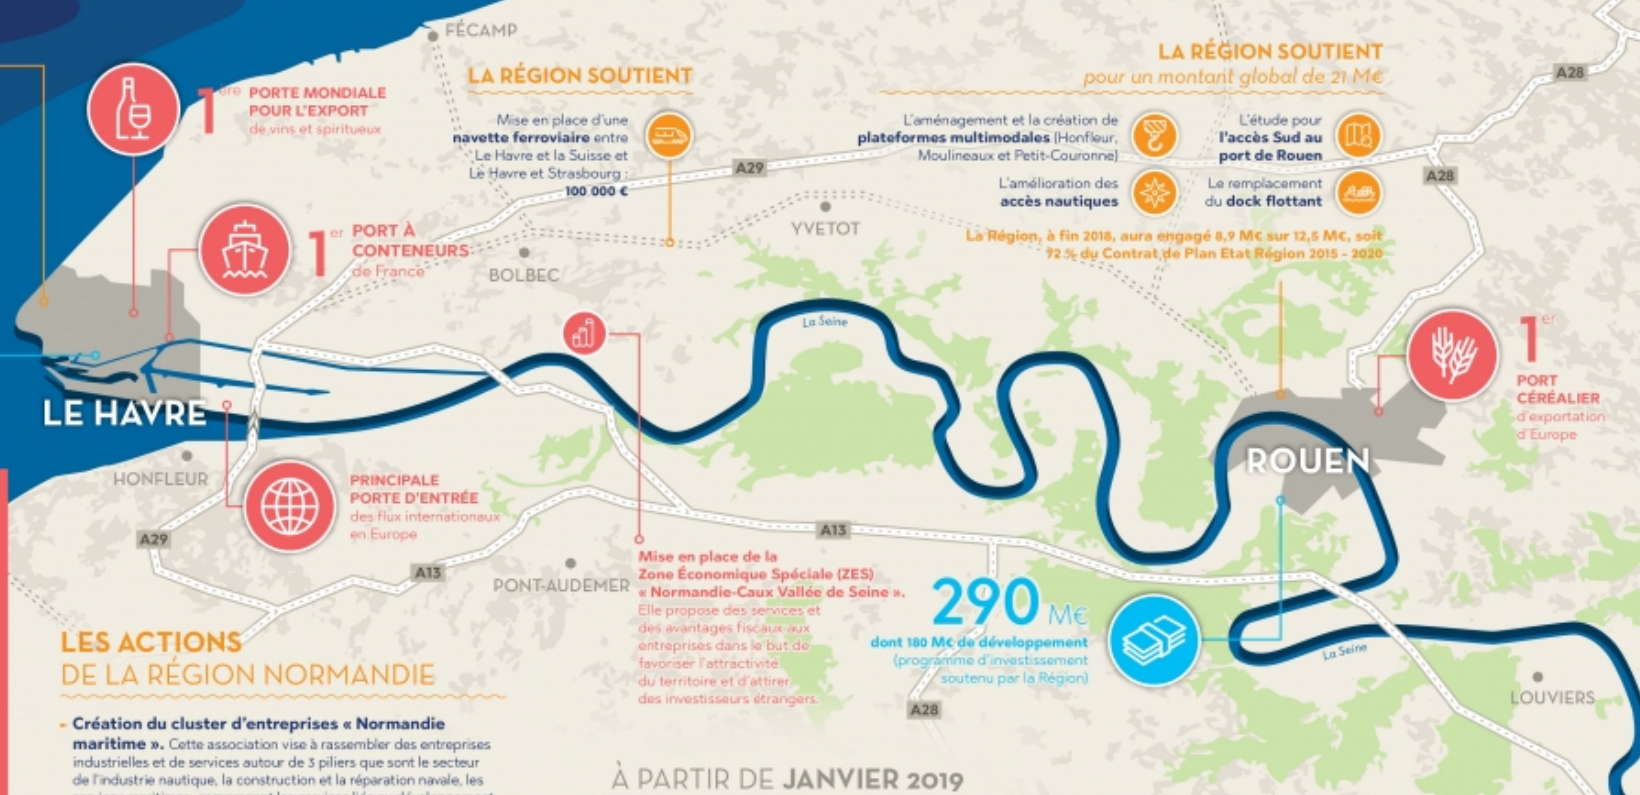 FÉCAMP
1ère PORTE MONDIALE
POUR L'EXPORT
de vins et spiritueux
LA RÉGION SOUTIENT
Mise en place d'une
navette ferroviaire entre
Le Havre et la Suisse et
Le Havre et Strasbourg :
100 000 €
LA RÉGION SOUTIENT
pour un montant global de 21 M€
L'aménagement et la création de
plateformes multimodales (Honfleur,
Moulineaux et Petit-Couronne)
L'étude pour
l'accès Sud au
port de Rouen
L'amélioration des
accès nautiques
Le remplacement
du dock flottant
La Région, à fin 2018, aura engagé 8,9 M€ sur 12,5 M€, soit
72 % du Contrat de Plan Etat Région 2015 - 2020
A28
A29
A28
YVETOT
BOLBEC
1er PORT À
CONTENEURS
de France
La Seine
1er
PORT
CÉRÉALIER
d'exportation
d'Europe
LE HAVRE
ROUEN
HONFLEUR
PRINCIPALE
PORTE D'ENTRÉE
des flux internationaux
en Europe
A29
A13
A13
PONT-AUDEMER
Mise en place de la
Zone Économique Spéciale (ZES)
« Normandie-Caux Vallée de Seine ».
Elle propose des services et
des avantages fiscaux aux
entreprises dans le but de
favoriser l'attractivité
du territoire et d'attirer
des investisseurs étrangers.
290 M€
dont 180 M€ de développement
(programme d'investissement
soutenu par la Région)
La Seine
LOUVIERS
A28
LES ACTIONS
DE LA RÉGION NORMANDIE
- Création du cluster d'entreprises « Normandie
maritime ». Cette association vise à rassembler des entreprises
industrielles et de services autour de 3 piliers que sont le secteur
de l'industrie nautique, la construction et la réparation navale, les
À PARTIR DE JANVIER 2019